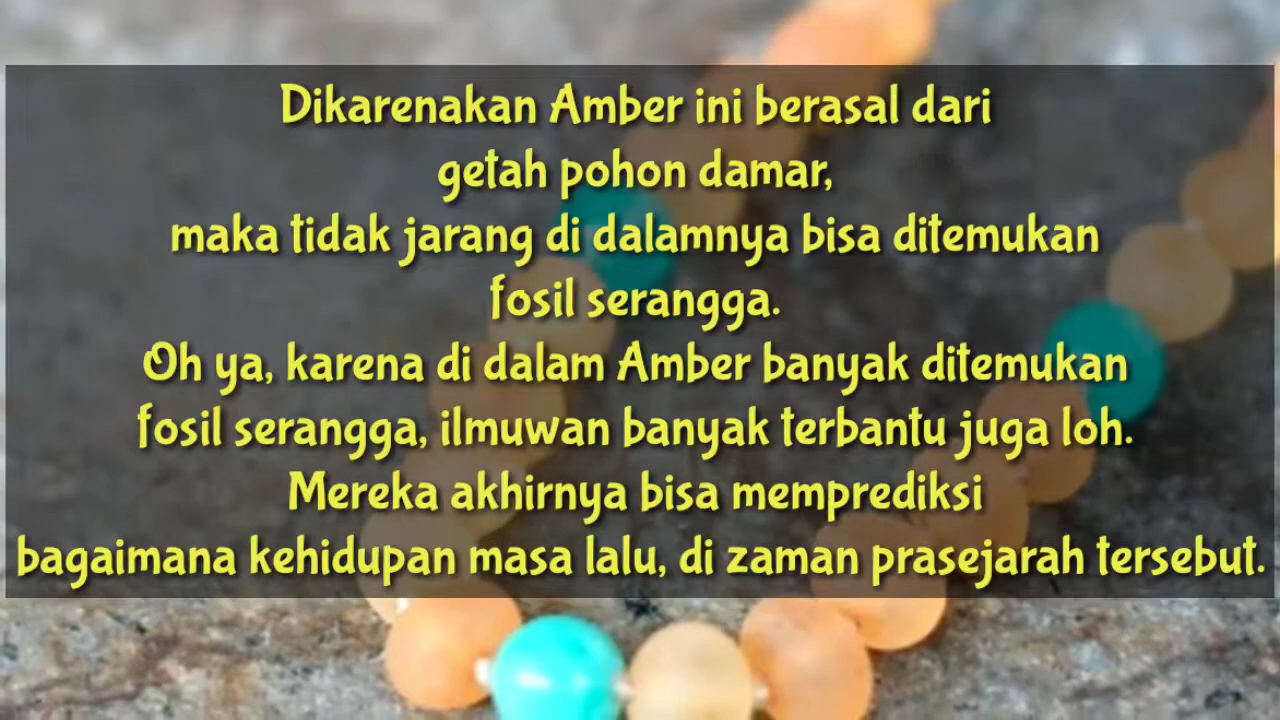 Dikarenakan Amber ini berasal dari
getah pohon damar,
maka tidak jarang di dalamnya bisa ditemukan
fosil serangga.
Oh ya, karena di dalam Amber banyak ditemukan
fosil serangga, ilmuwan banyak terbantu juga loh.
Mereka akhirnya bisa memprediksi
bagaimana kehidupan masa lalu, di zaman prasejarah tersebut.